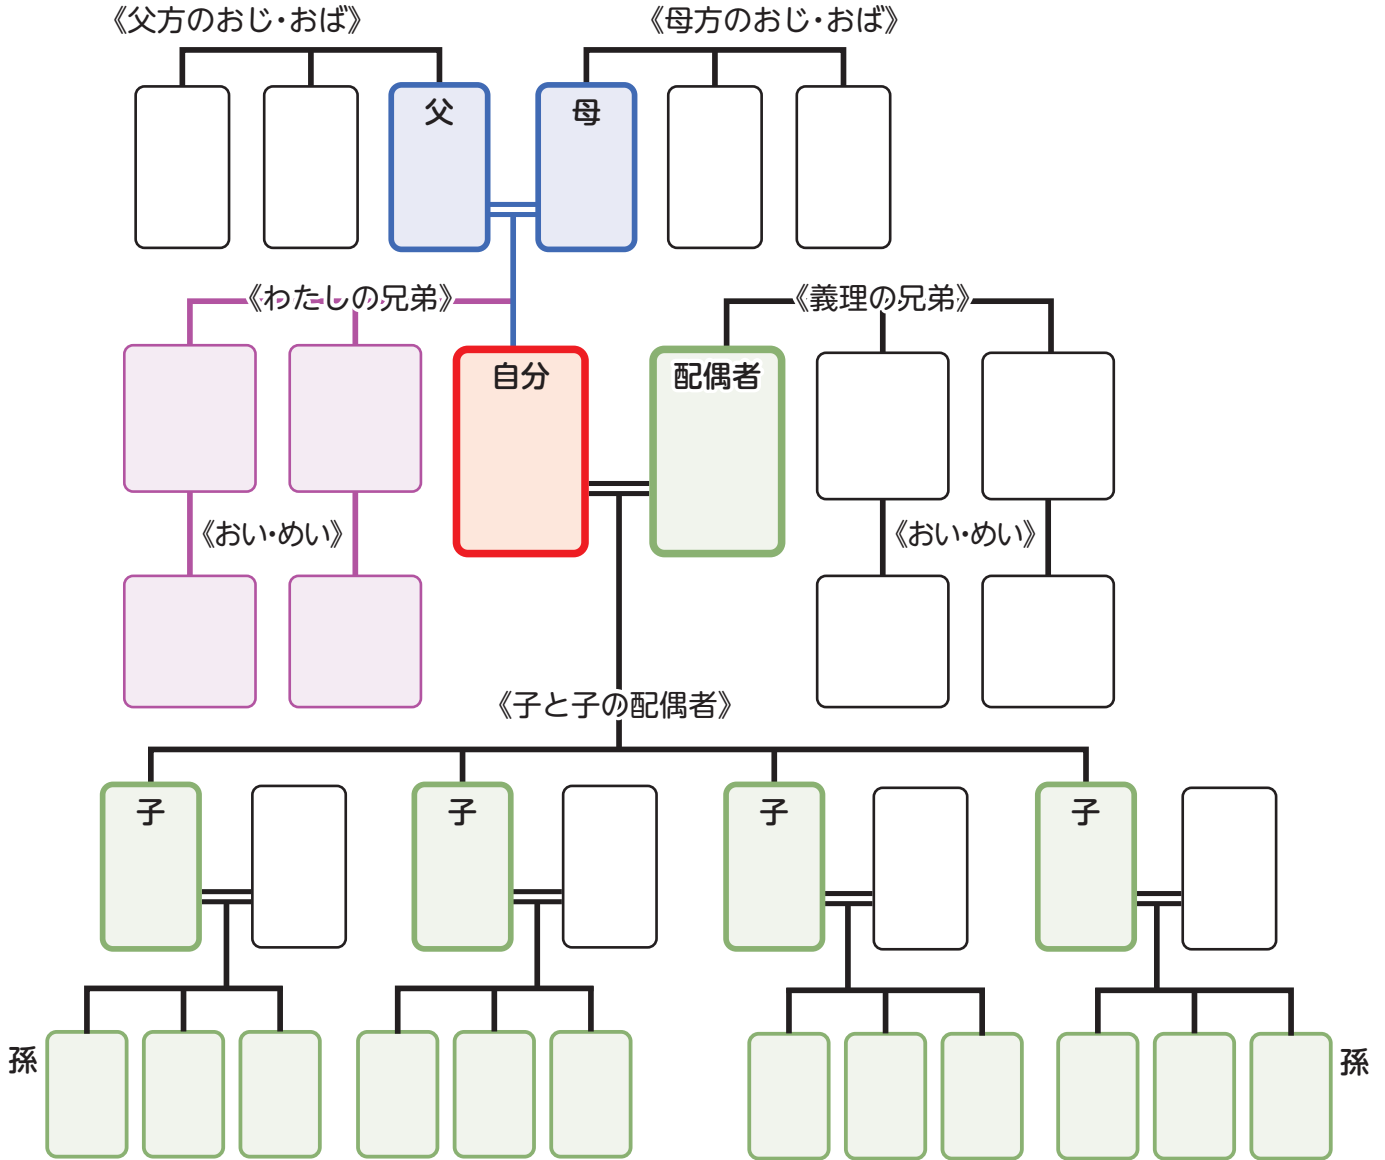 《父方のおじ・おば》
《母方のおじ・おば》
父
母
《わたしの兄弟》
《義理の兄弟》
自分
配偶者
《おい・めい》
《おい・めい》
《子と子の配偶者》
子
子
子
子
孫
孫